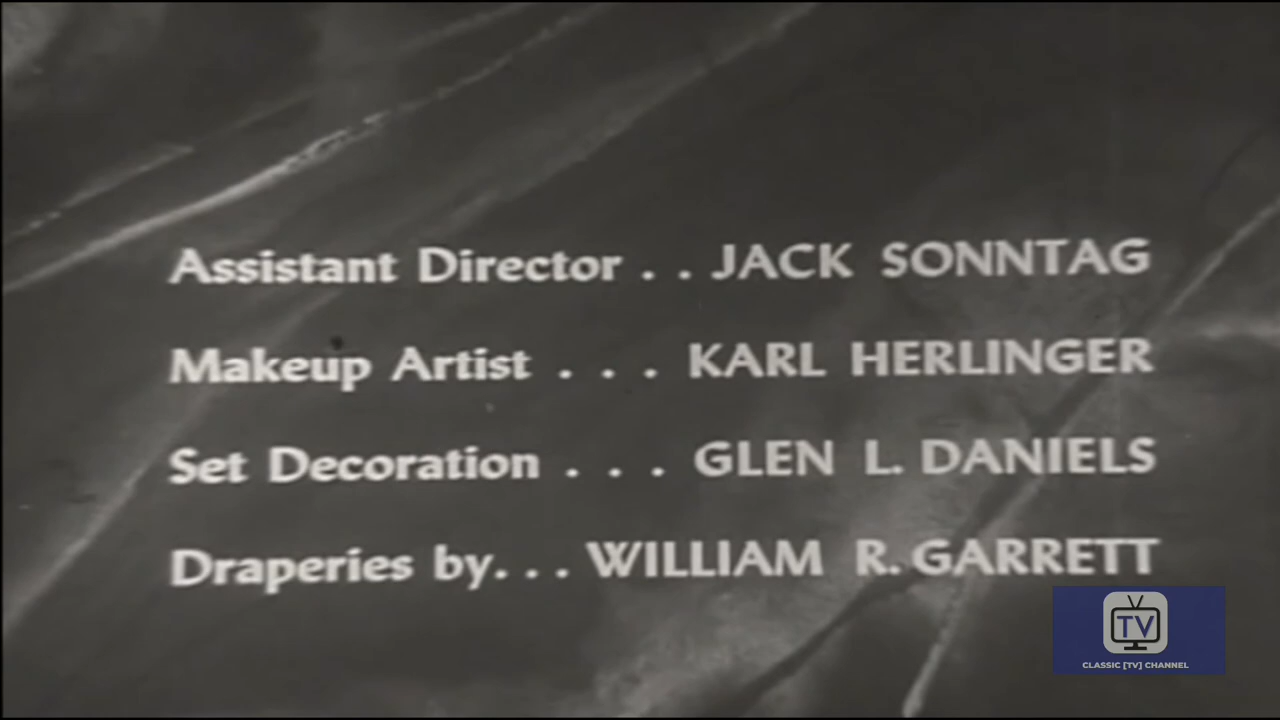 Assistant Director . . JACK SONNTAG
Makeup Artist . . . KARL HERLINGER
Set Decoration . . . GLEN L. DANIELS
Draperies by. . . WILLIAM R. GARRETT
TV
CLASSIC [TV] CHANNEL